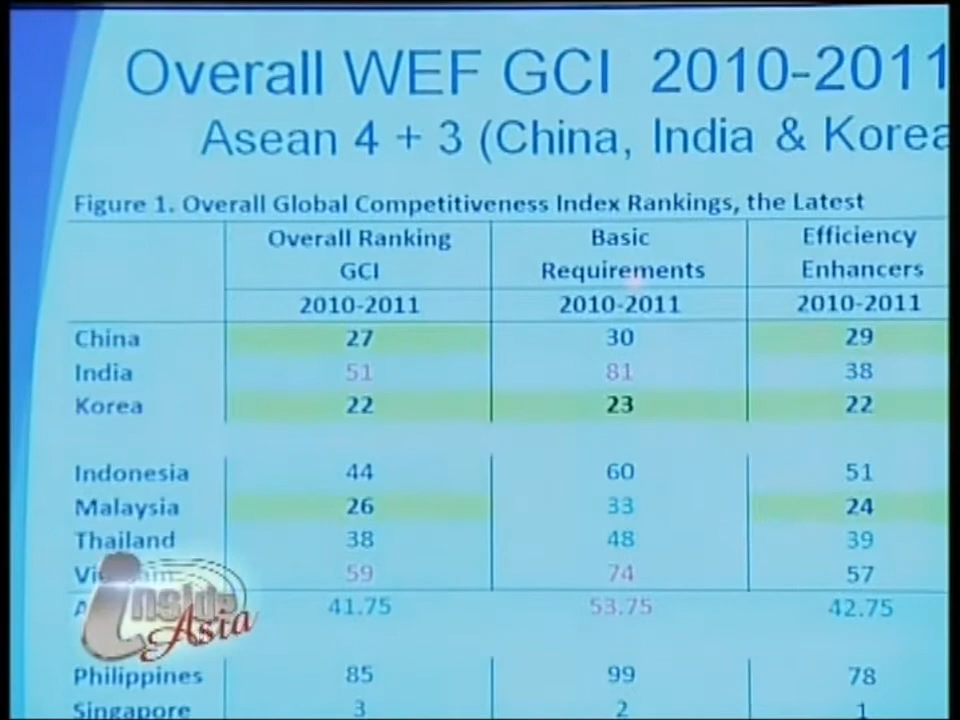 Overall WEF GCI 2010-2011
Asean 4 + 3 (China, India & Korea
Figure 1. Overall Global Competitiveness Index Rankings, the Latest
Overall Ranking GCI Basic Requirements Efficiency Enhancers
2010-2011 2010-2011 2010-2011
China 27 30 29
India 51 81 38
Korea 22 23 22
Indonesia 44 60 51
Malaysia 26 33 24
Thailand 38 48 39
Vietnam 59 74 57
41.75 53.75 42.75
Inside
Asia
Philippines 85 99 78
Singapore 3 2 1